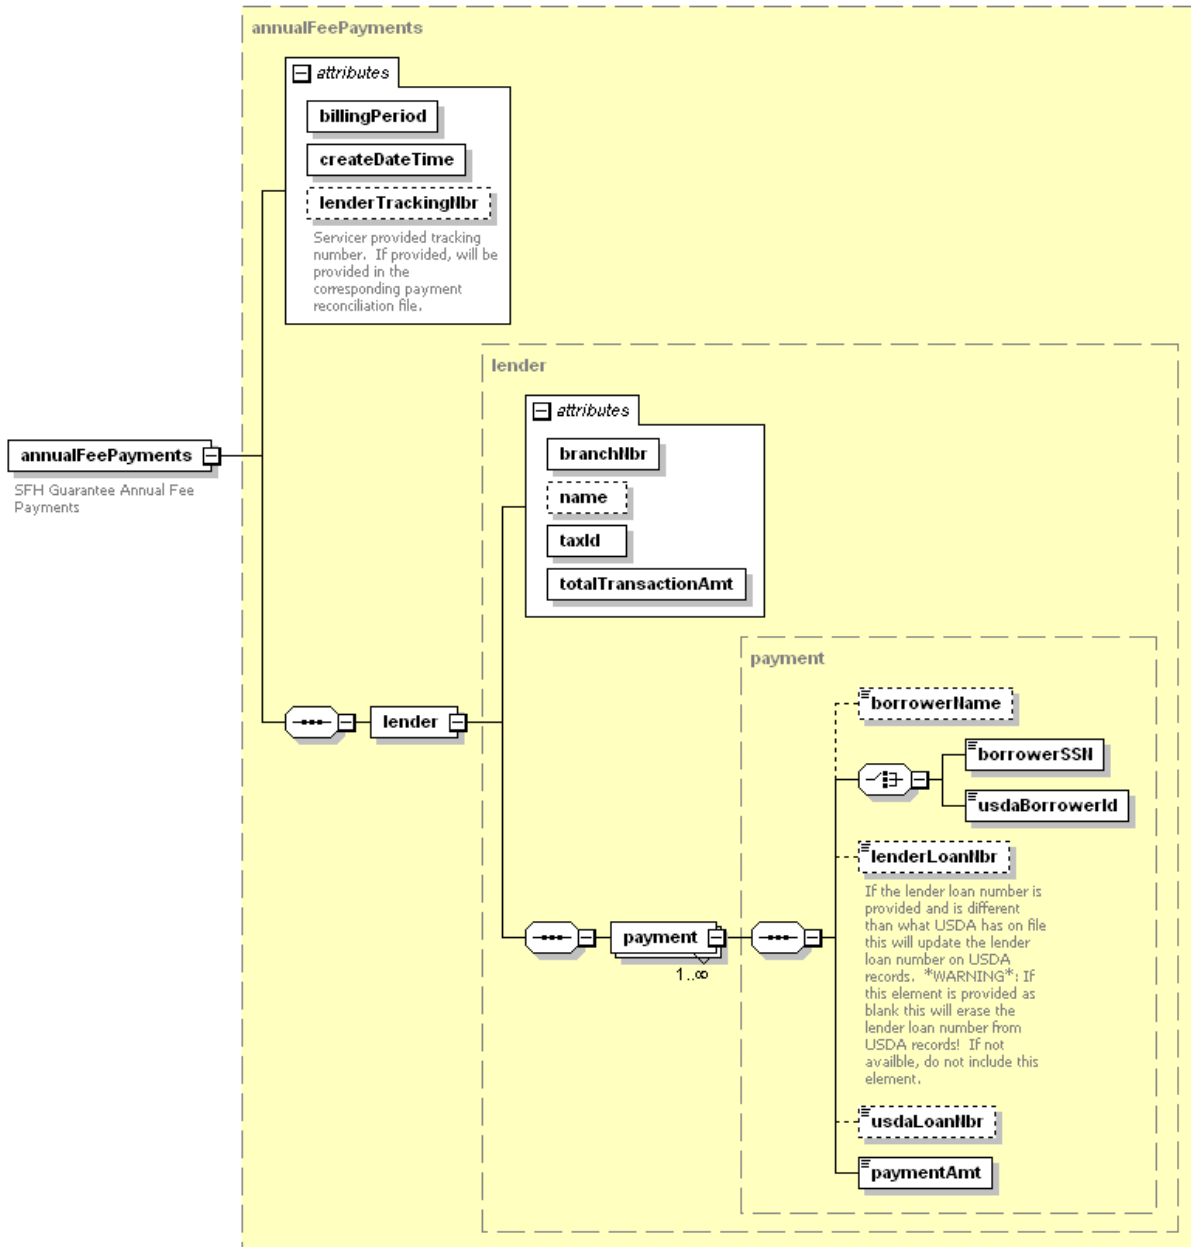 annualFeePayments
attributes
billingPeriod
createDateTime
lenderTrackingNbr
Servicer provided tracking
number.  If provided, will be
provided in the
corresponding payment
reconciliation file.
lender
attributes
branchNbr
name
taxId
totalTransactionAmt
annualFeePayments
SFH Guarantee Annual Fee
Payments
lender
payment
borrowerName
borrowerSSN
usdaBorrowerId
lenderLoanNbr
If the lender loan number is
provided and is different
than what USDA has on file
this will update the lender
loan number on USDA
records.  *WARNING*: If
this element is provided as
blank this will erase the
lender loan number from
USDA records!  If not
availble, do not include this
element.
payment
1..∞
usdaLoanNbr
paymentAmt